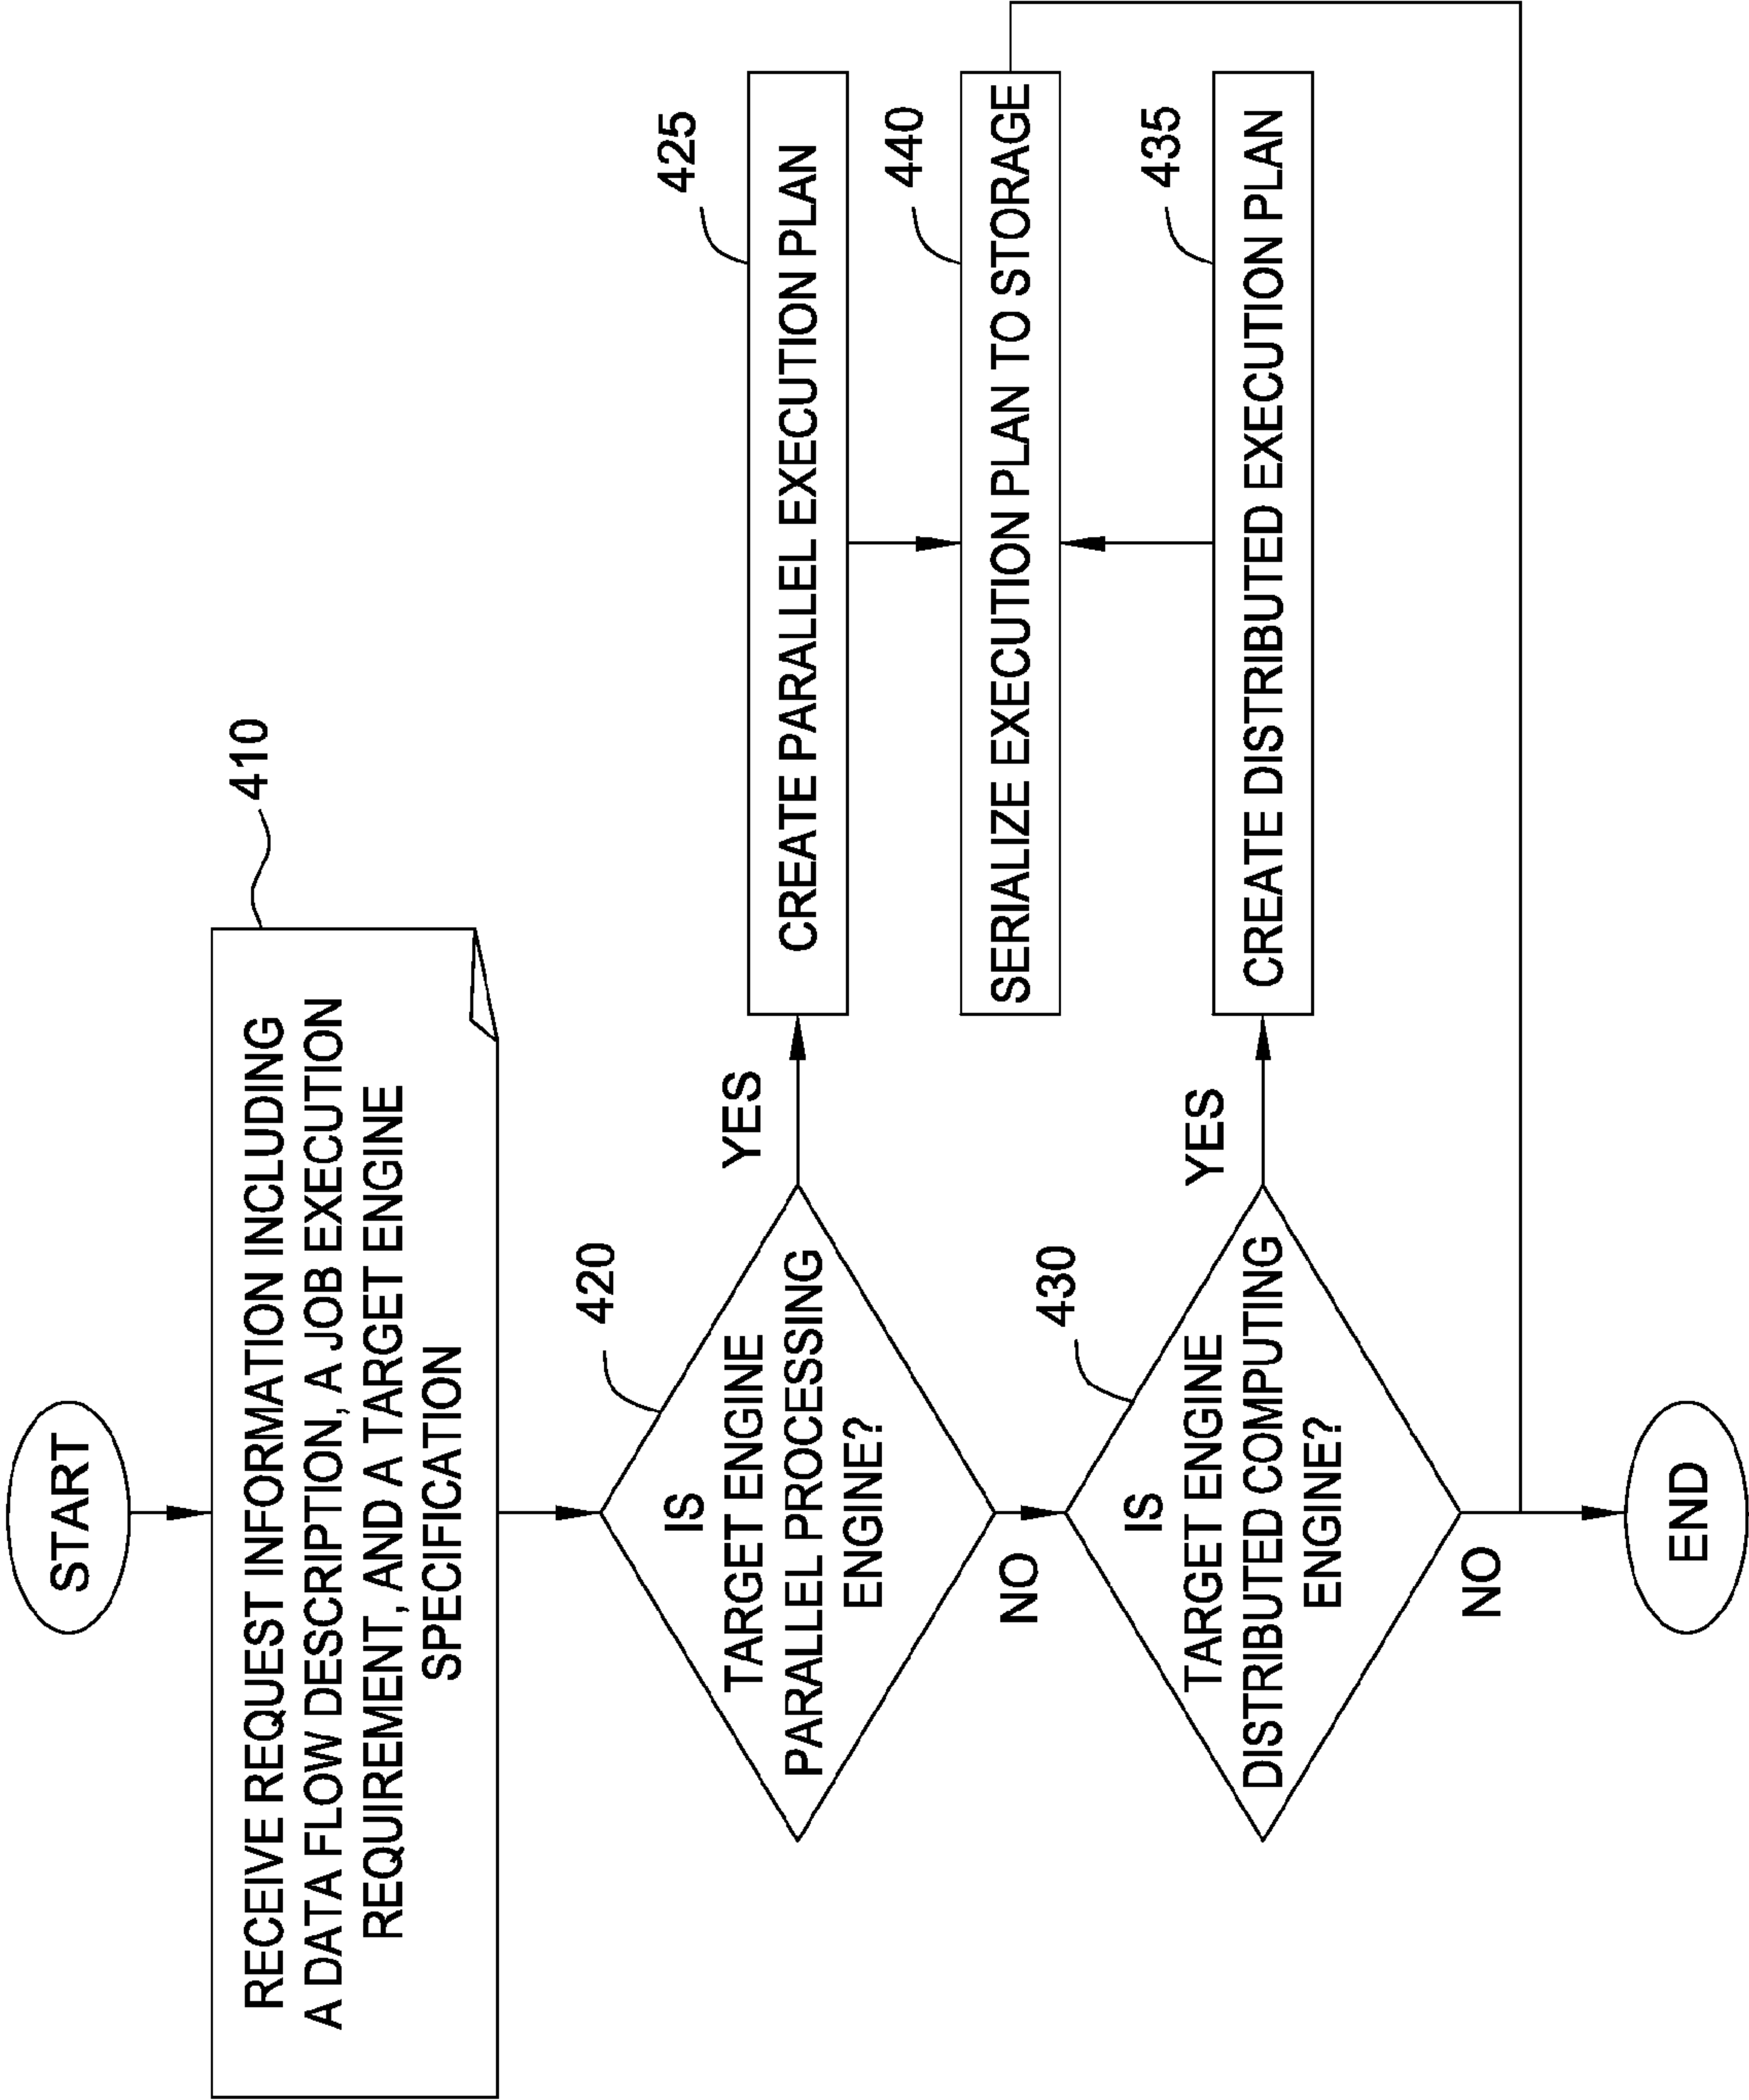 START
410
RECEIVE REQUEST INFORMATION INCLUDING
A DATA FLOW DESCRIPTION, A JOB EXECUTION
REQUIREMENT, AND A TARGET ENGINE
SPECIFICATION
420
IS
TARGET ENGINE
PARALLEL PROCESSING
ENGINE?
YES
425
CREATE PARALLEL EXECUTION PLAN
NO
440
SERIALIZE EXECUTION PLAN TO STORAGE
430
IS
TARGET ENGINE
DISTRIBUTED COMPUTING
ENGINE?
YES
435
CREATE DISTRIBUTED EXECUTION PLAN
NO
END